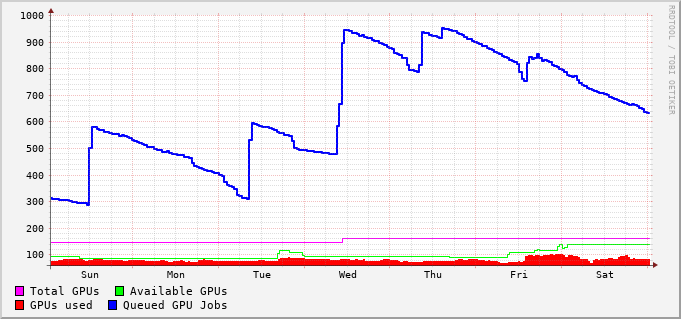 1000
900
800
700
600
500
400
300
200
100
Sun Mon Tue Wed Thu Fri Sat
RRDTOOL / TOBI OETIKER
Total GPUs Available GPUs
GPUs used Queued GPU Jobs